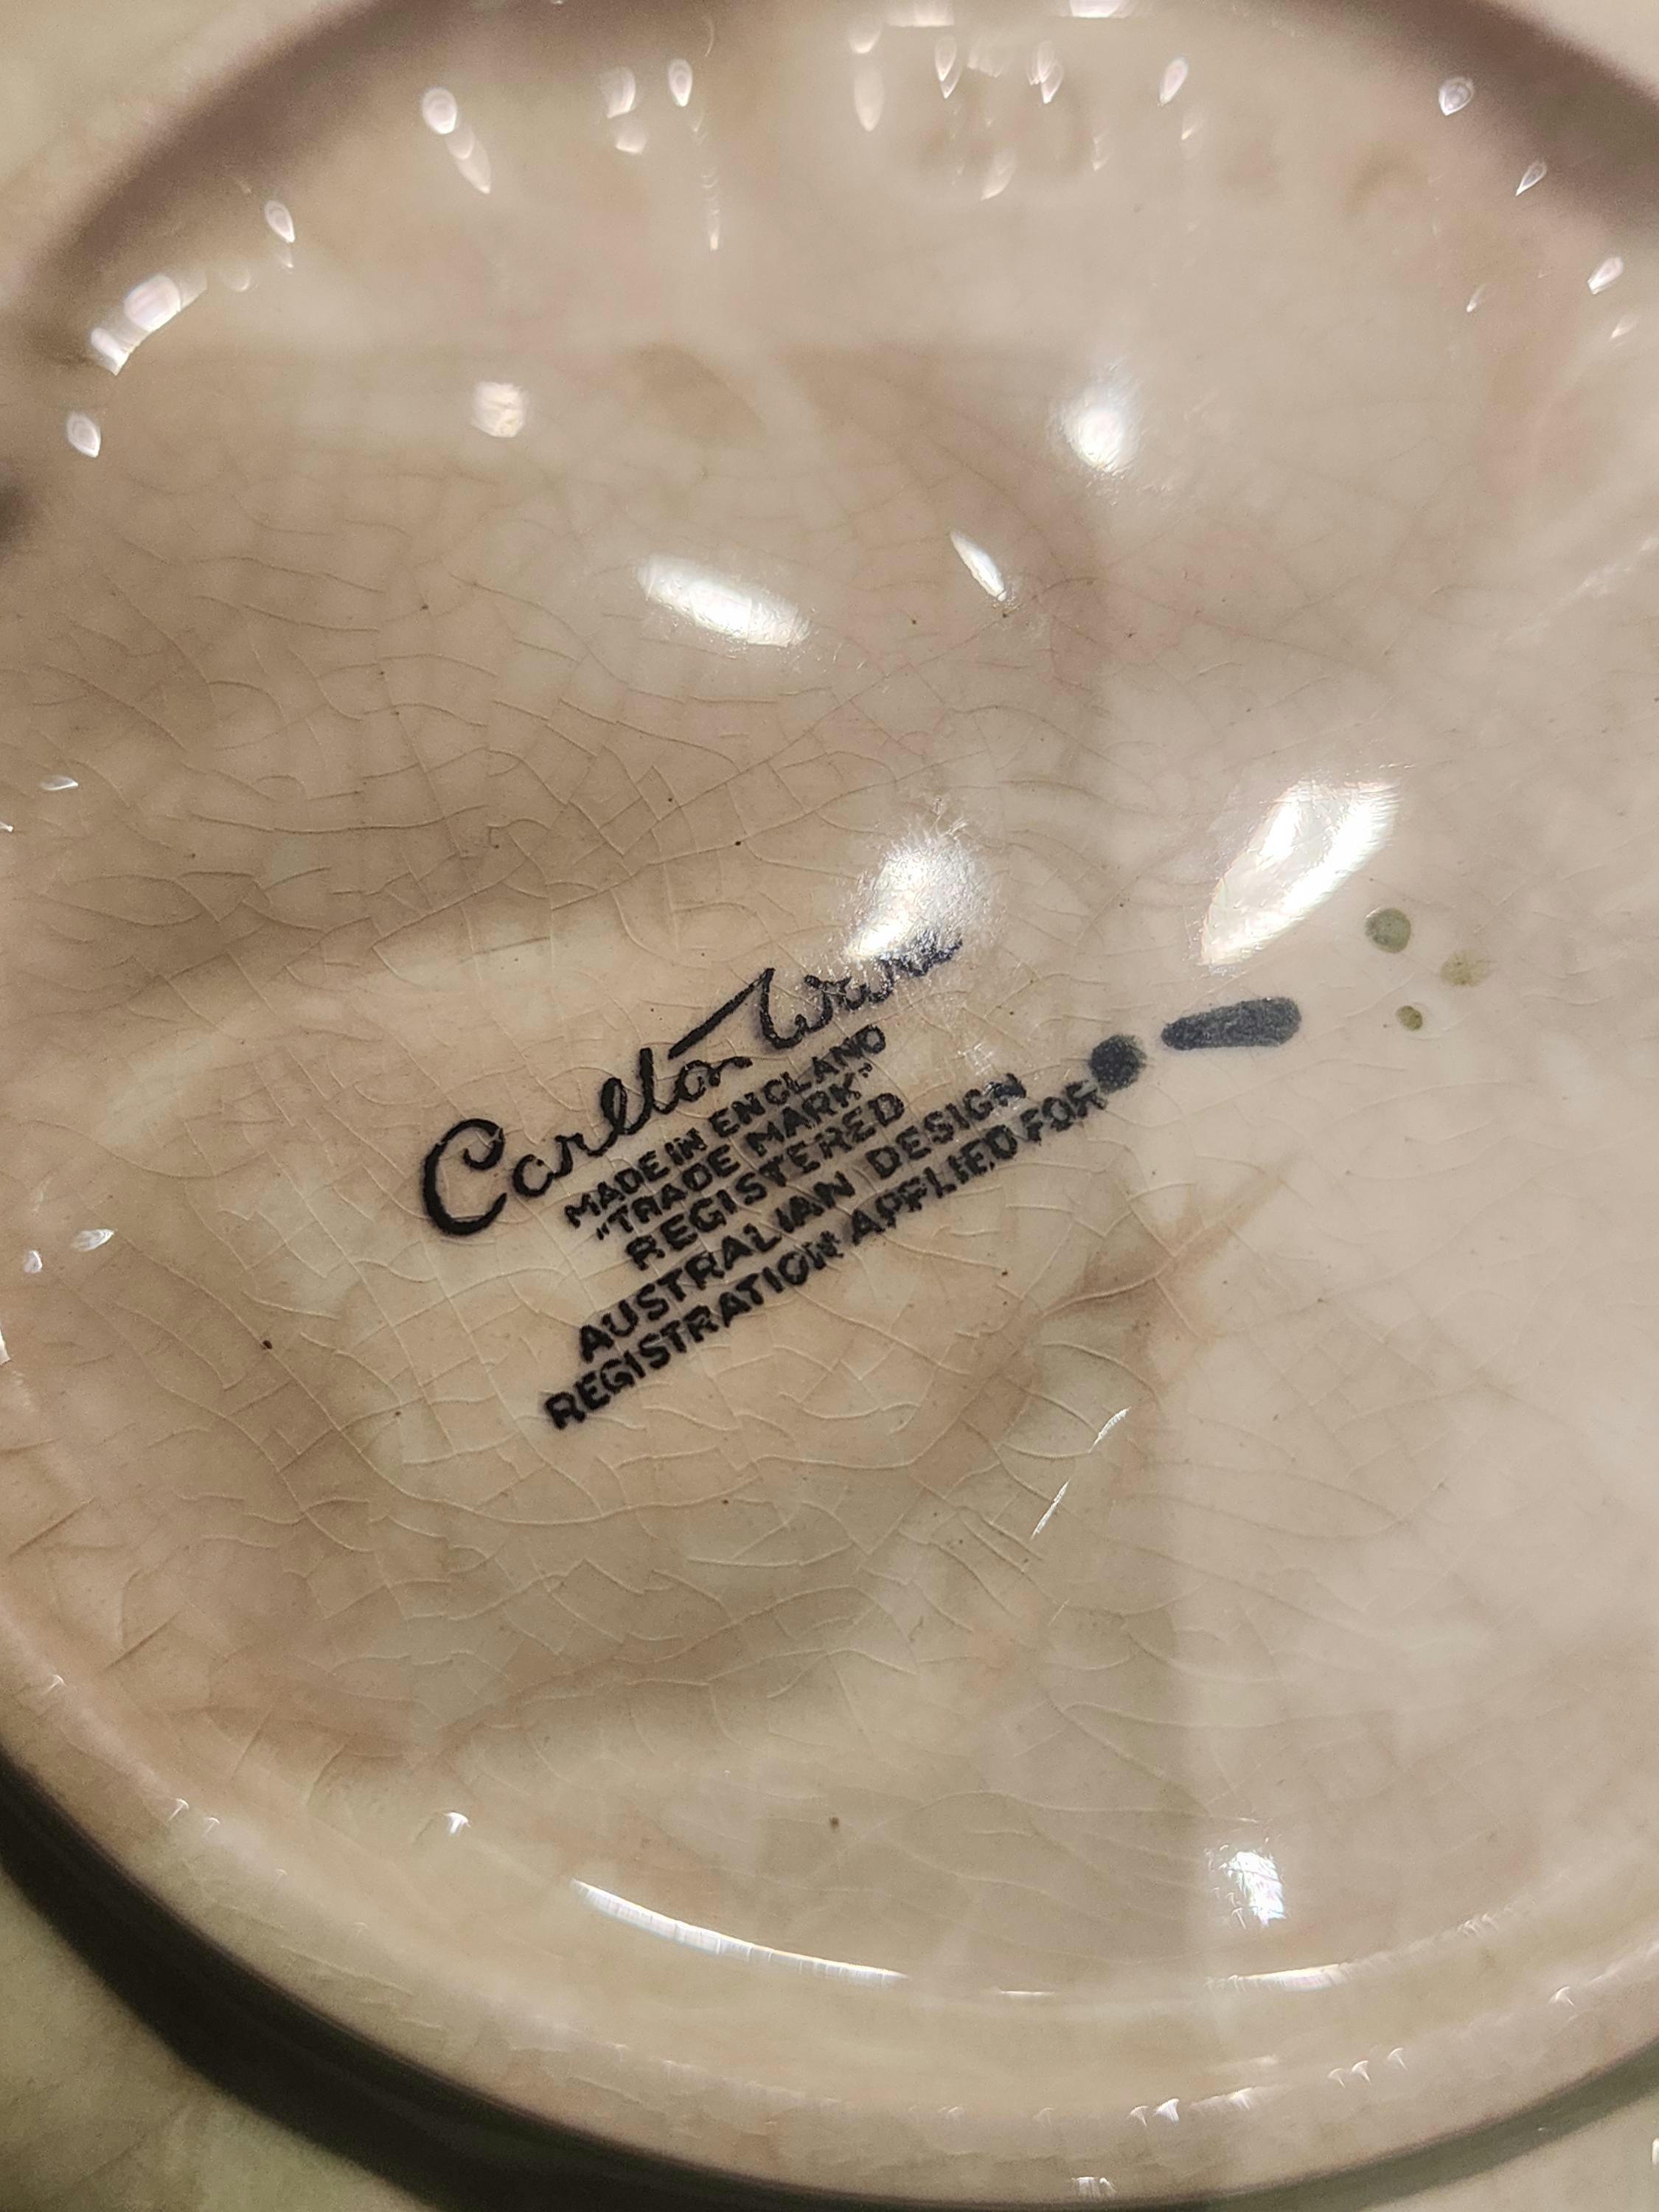 Carlton Ware
MADE IN ENGLAND
"TRADE MARK"
REGISTERED
AUSTRALIAN DESIGN
REGISTRATION APPLIED FOR